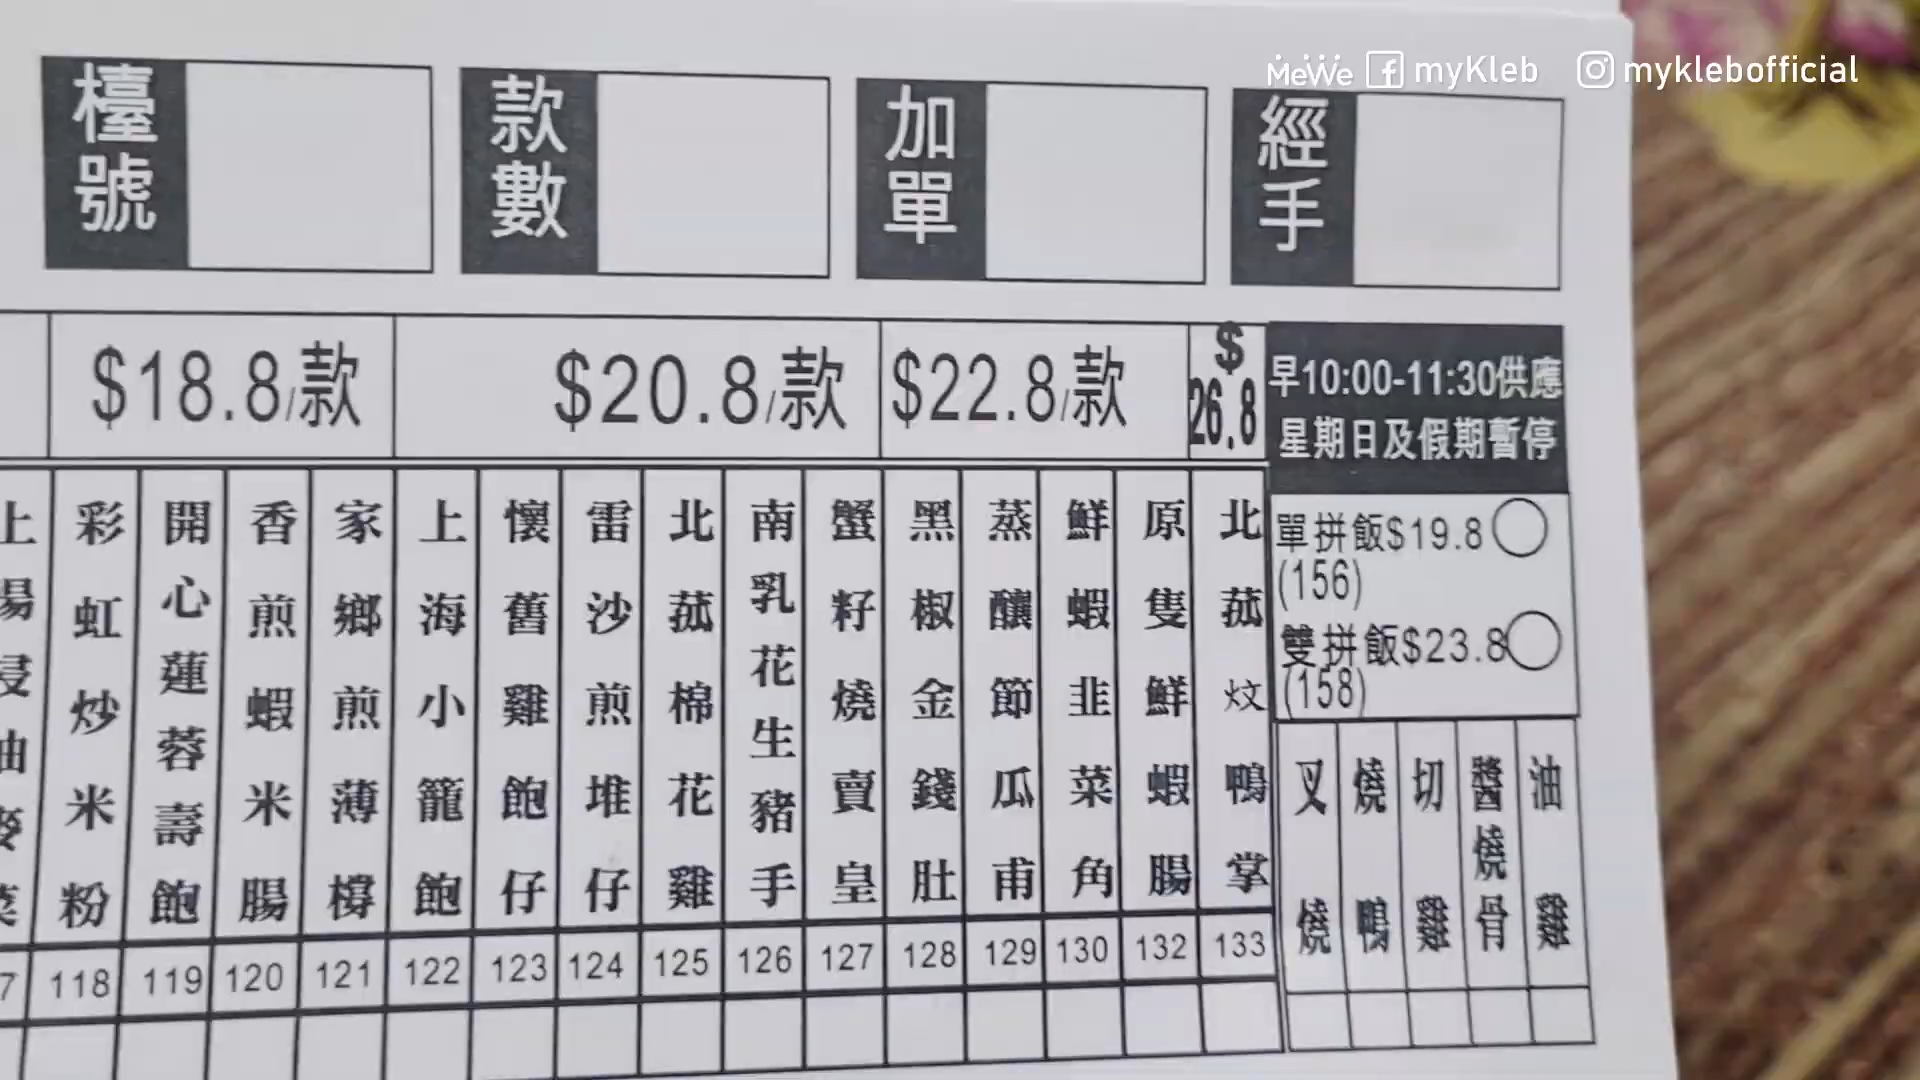 MeWe myKleb myklebofficial
檯號
款數
加單
經手
$18.8/款
$20.8/款
$22.8/款
$26.8
早10:00-11:30供應
星期日及假期暫停
單拼飯$19.8
(156)
雙拼飯$23.8
(158)
彩虹炒米粉
開心蓮蓉壽飽
香煎蝦米腸
家鄉煎薄撐
上海小籠飽
懷舊雞飽仔
雷沙煎堆仔
北菰棉花雞
南乳花生豬手
蟹籽燒賣皇
黑椒金錢肚
蒸釀節瓜甫
鮮蝦韭菜角
原隻鮮蝦腸
北菰炆鴨掌
叉燒
燒鴨
切雞
醬燒骨
油雞
7 118 119 120 121 122 123 124 125 126 127 128 129 130 132 133